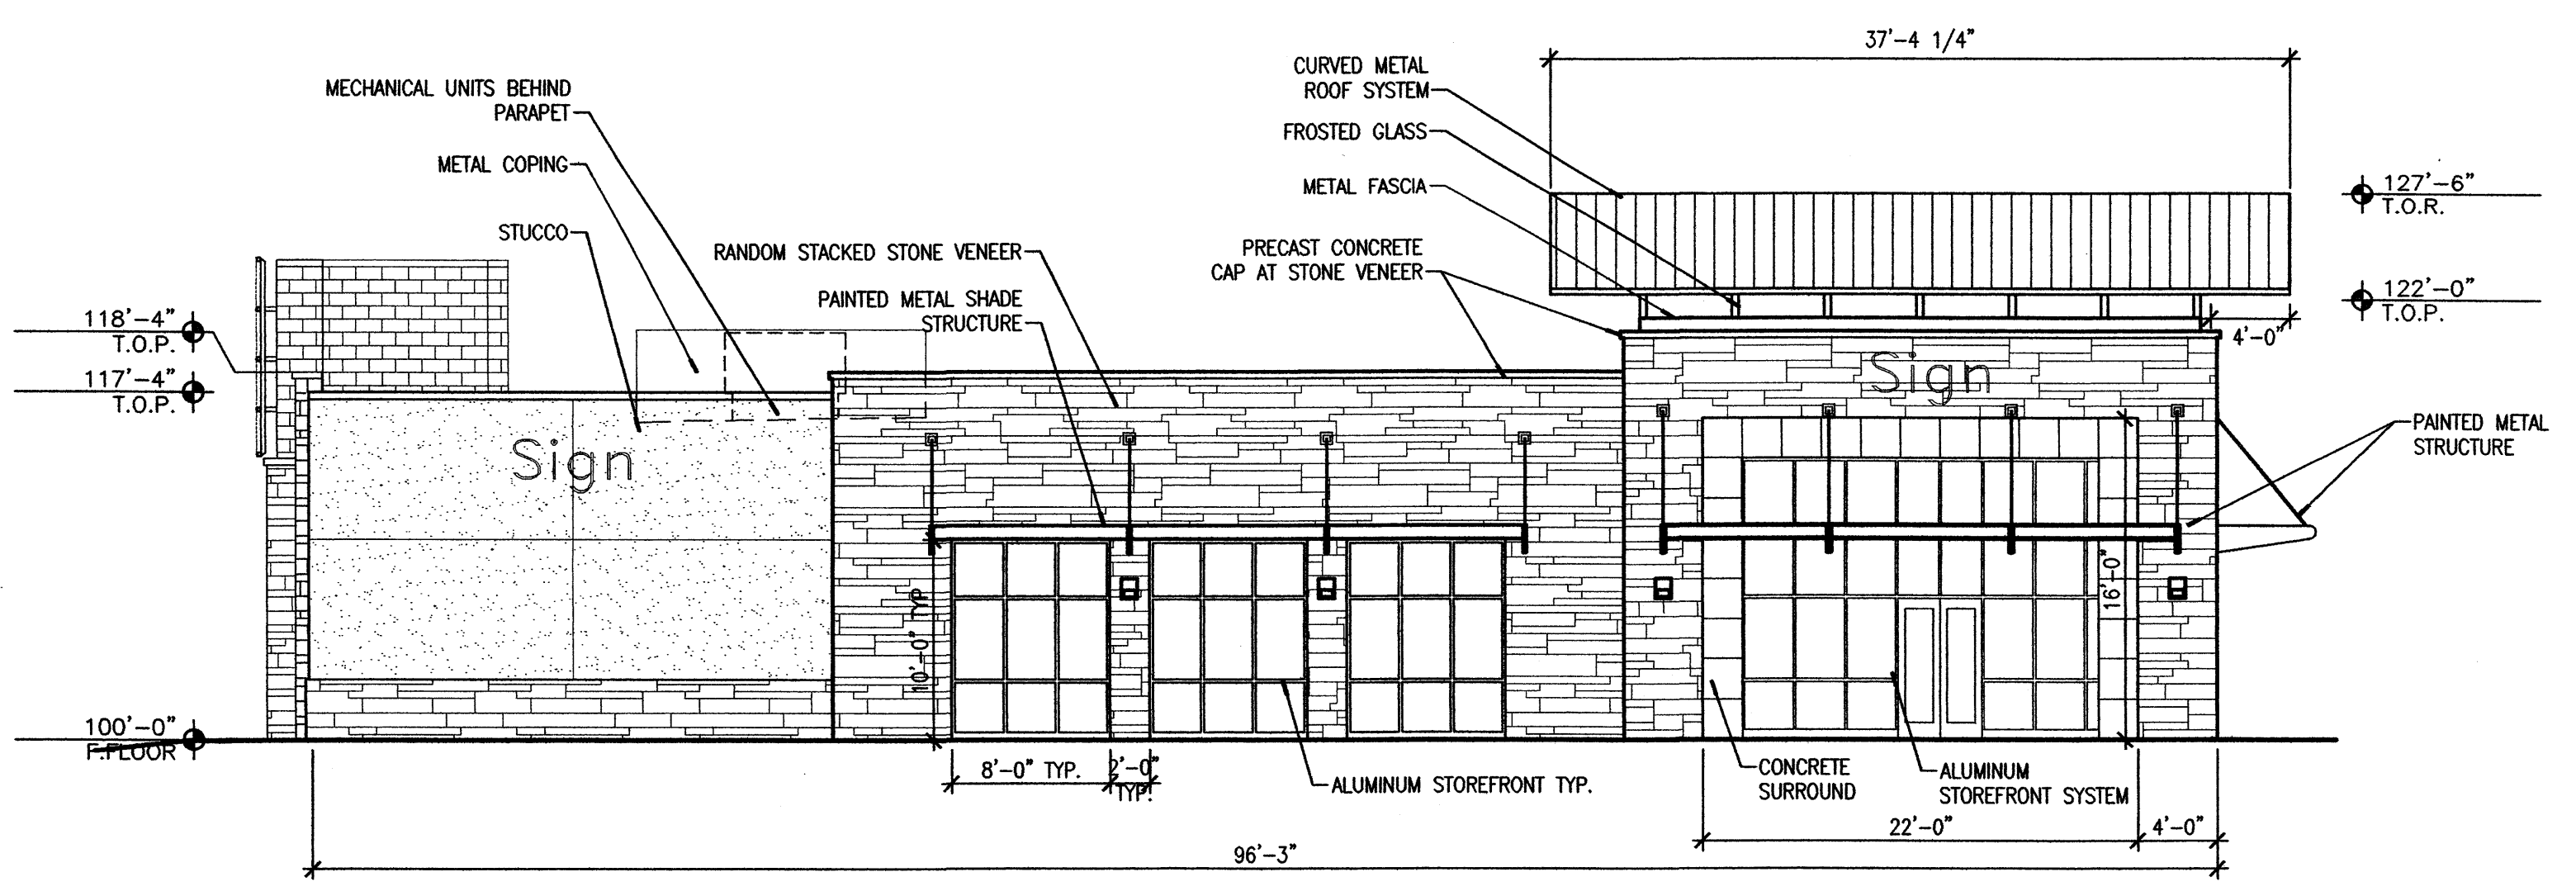 37'-4 1/4"
CURVED METAL
ROOF SYSTEM
MECHANICAL UNITS BEHIND
PARAPET
FROSTED GLASS
METAL COPING
METAL FASCIA
127'-6"
T.O.R.
STUCCO
RANDOM STACKED STONE VENEER
PRECAST CONCRETE
CAP AT STONE VENEER
PAINTED METAL SHADE
STRUCTURE
122'-0"
T.O.P.
118'-4"
T.O.P.
4'-0"
117'-4"
T.O.P.
Sign
Sign
PAINTED METAL
STRUCTURE
10'-0" TYP
16'-0"
100'-0"
F.FLOOR
8'-0" TYP.
2'-0"
TYP.
ALUMINUM STOREFRONT TYP.
CONCRETE
SURROUND
ALUMINUM
STOREFRONT SYSTEM
22'-0"
4'-0"
96'-3"